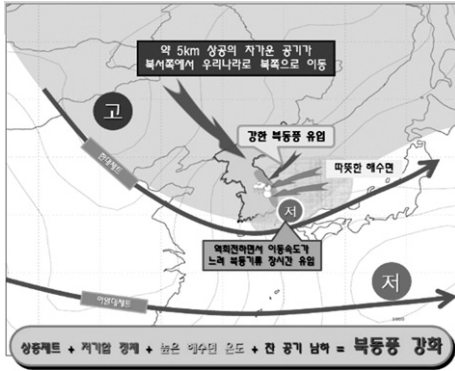 약 5km 상공의 차가운 공기가
북서쪽에서 우리나라로 북쪽으로 이동
고
강한 북동풍 유입
한대제트
따뜻한 해수면
저
역회전하면서 이동속도가
느려 북동기류 장시간 유입
저
아열대제트
상층제트 + 저기압 정체 + 높은 해수면 온도 + 찬 공기 남하 = 북동풍 강화